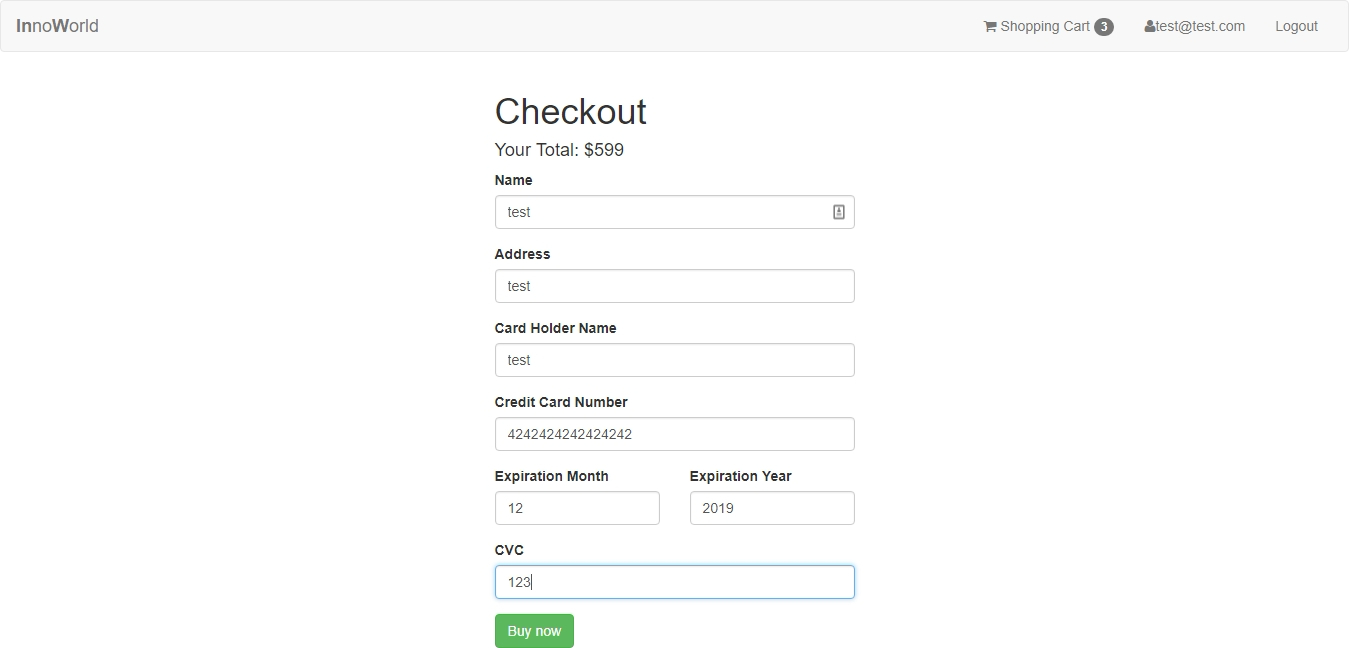 InnoWorld
Shopping Cart 3 test@test.com Logout
Checkout
Your Total: $599
Name
test
Address
test
Card Holder Name
test
Credit Card Number
4242424242424242
Expiration Month Expiration Year
12 2019
CVC
123
Buy now